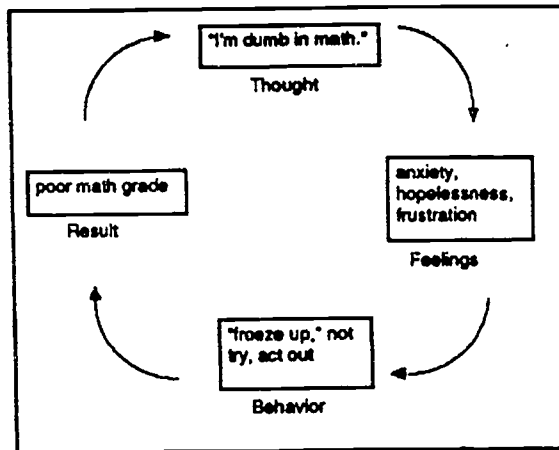 "I'm dumb in math."
Thought
anxiety,
hopelessness,
frustration
Feelings
"freeze up," not
try, act out
Behavior
poor math grade
Result